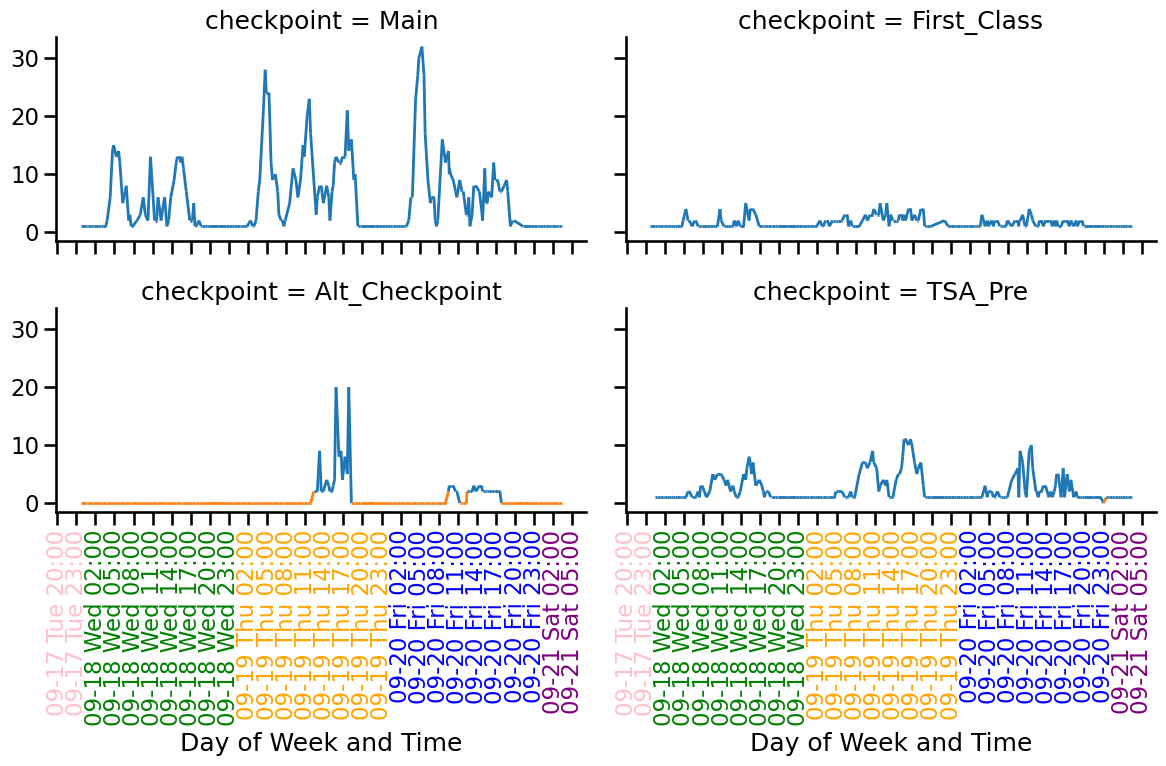 checkpoint = Main
checkpoint = First_Class
30
20
10
0
checkpoint = Alt_Checkpoint
checkpoint = TSA_Pre
30
20
10
0
09-17 Tue 20:00
09-17 Tue 23:00
09-18 Wed 02:00
09-18 Wed 05:00
09-18 Wed 08:00
09-18 Wed 11:00
09-18 Wed 14:00
09-18 Wed 17:00
09-18 Wed 20:00
09-18 Wed 23:00
09-19 Thu 02:00
09-19 Thu 05:00
09-19 Thu 08:00
09-19 Thu 11:00
09-19 Thu 14:00
09-19 Thu 17:00
09-19 Thu 20:00
09-19 Thu 23:00
09-20 Fri 02:00
09-20 Fri 05:00
09-20 Fri 08:00
09-20 Fri 11:00
09-20 Fri 14:00
09-20 Fri 17:00
09-20 Fri 20:00
09-20 Fri 23:00
09-21 Sat 02:00
09-21 Sat 05:00
09-17 Tue 20:00
09-17 Tue 23:00
09-18 Wed 02:00
09-18 Wed 05:00
09-18 Wed 08:00
09-18 Wed 11:00
09-18 Wed 14:00
09-18 Wed 17:00
09-18 Wed 20:00
09-18 Wed 23:00
09-19 Thu 02:00
09-19 Thu 05:00
09-19 Thu 08:00
09-19 Thu 11:00
09-19 Thu 14:00
09-19 Thu 17:00
09-19 Thu 20:00
09-19 Thu 23:00
09-20 Fri 02:00
09-20 Fri 05:00
09-20 Fri 08:00
09-20 Fri 11:00
09-20 Fri 14:00
09-20 Fri 17:00
09-20 Fri 20:00
09-20 Fri 23:00
09-21 Sat 02:00
09-21 Sat 05:00
Day of Week and Time
Day of Week and Time